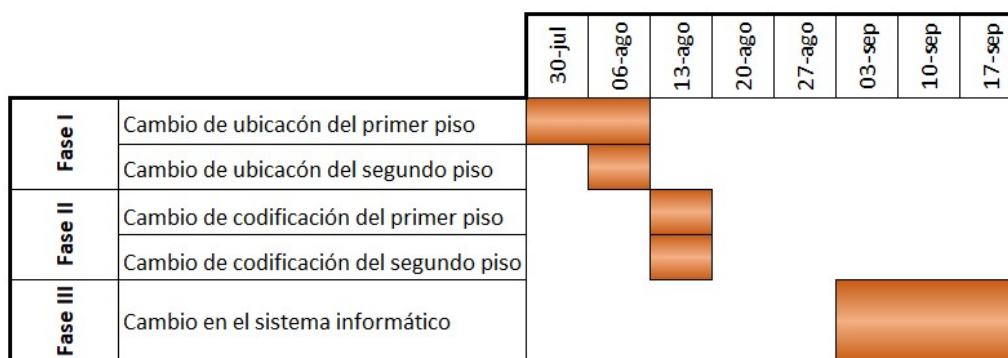 30-jul 06-ago 13-ago 20-ago 27-ago 03-sep 10-sep 17-sep
Fase I
Cambio de ubicacón del primer piso
Cambio de ubicación del segundo piso
Fase II
Cambio de codificación del primer piso
Cambio de codificación del segundo piso
Fase III
Cambio en el sistema informático